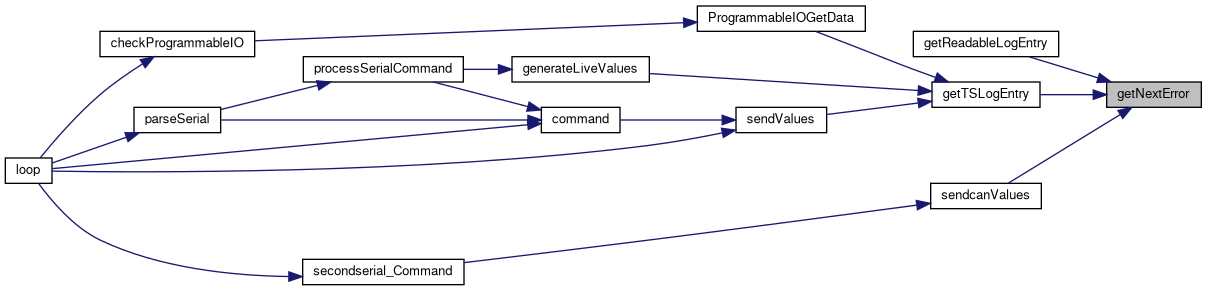 ProgrammableIOGetData
checkProgrammableIO
getReadableLogEntry
processSerialCommand
generateLiveValues
getTSLogEntry
getNextError
parseSerial
command
sendValues
loop
sendcanValues
secondserial_Command